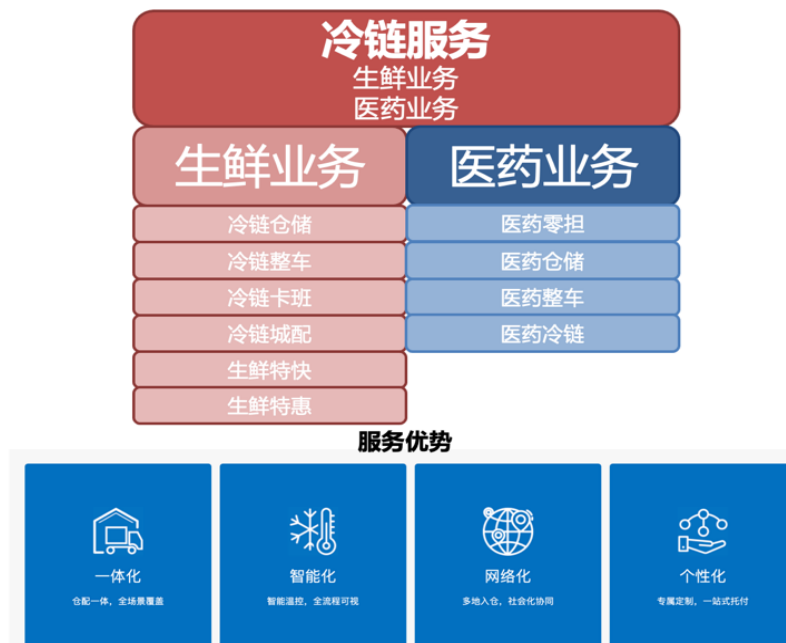 冷链服务
生鲜业务
医药业务
生鲜业务
冷链仓储
冷链整车
冷链卡班
冷链城配
生鲜特快
生鲜特惠
医药业务
医药零担
医药仓储
医药整车
医药冷链
服务优势
一体化
仓配一体，全场景覆盖
智能化
智能温控，全流程可视
网络化
多地入仓，社会化协同
个性化
专属定制，一站式托付